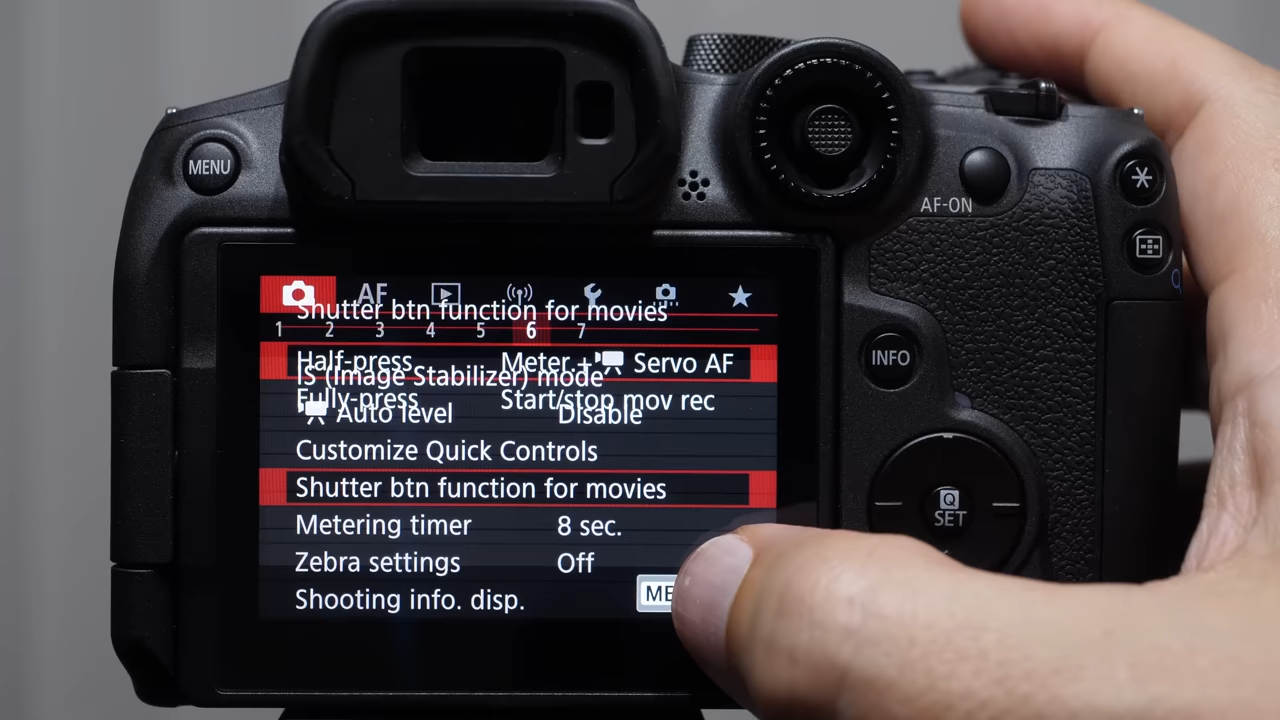 MENU
AF-ON
INFO
Q
SET
AF
Shutter btn function for movies
1 2 3 4 5 6 7
Half-press Meter.+ Servo AF
IS (Image Stabilizer) mode
Fully-press Start/stop mov rec
Auto level Disable
Customize Quick Controls
Shutter btn function for movies
Metering timer 8 sec.
Zebra settings Off
Shooting info. disp.